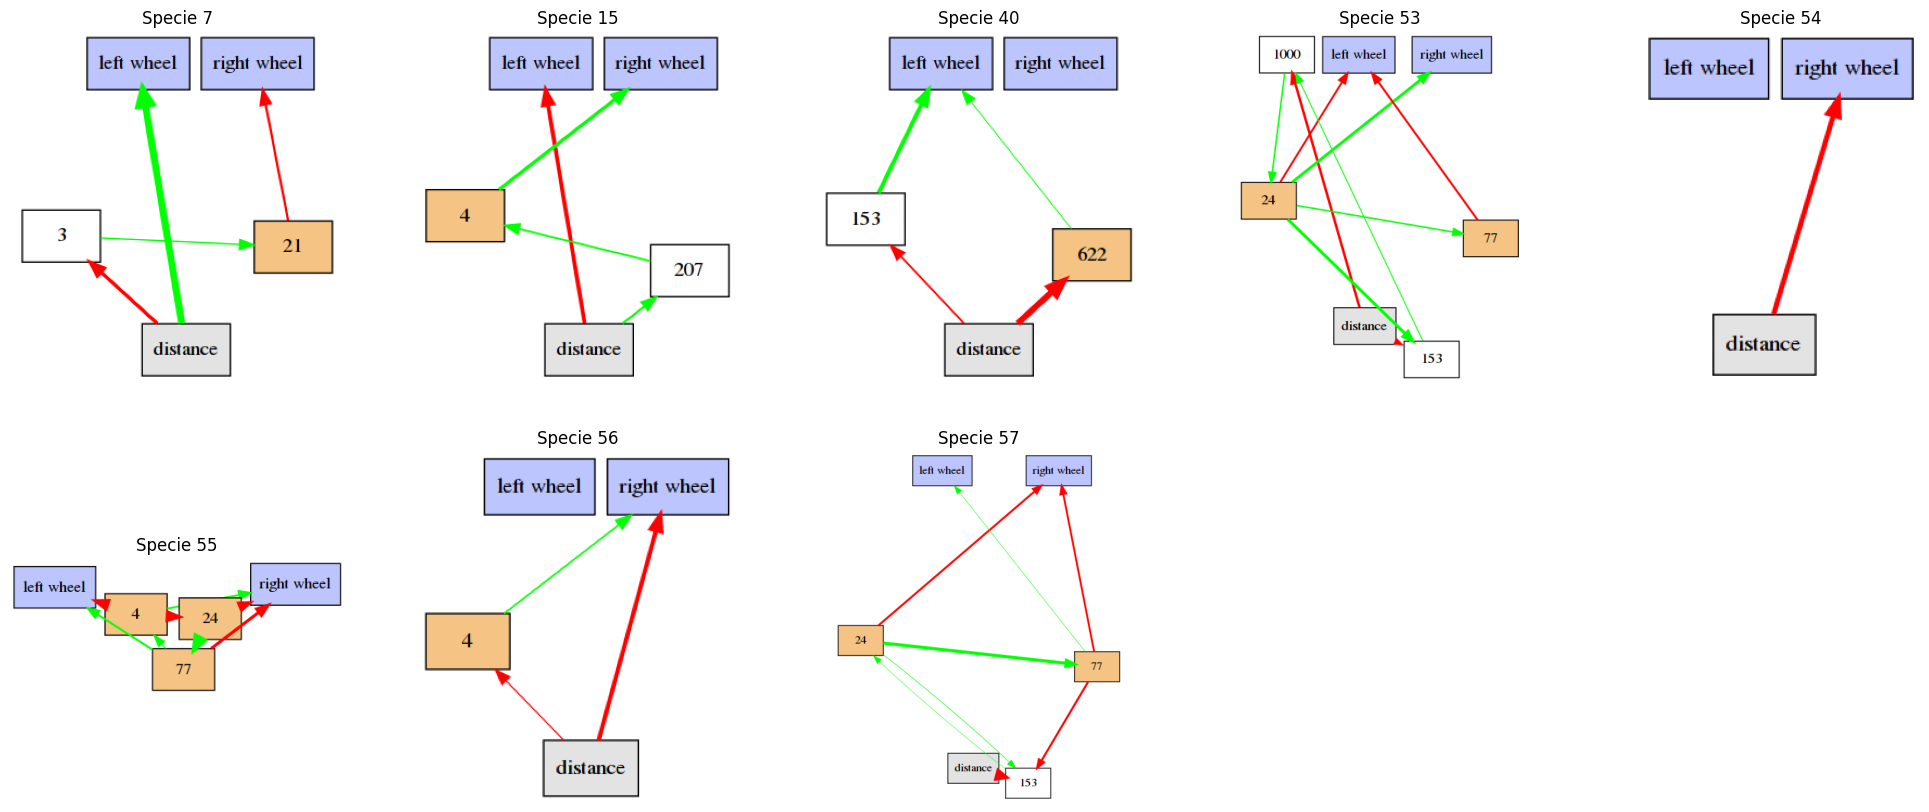 Specie 7
left wheel
right wheel
3
21
distance
Specie 15
left wheel
right wheel
4
207
distance
Specie 40
left wheel
right wheel
153
622
distance
Specie 53
1000
left wheel
right wheel
24
77
distance
153
Specie 54
left wheel
right wheel
distance
Specie 55
left wheel
right wheel
4
24
77
Specie 56
left wheel
right wheel
4
distance
Specie 57
left wheel
right wheel
24
77
distance
153